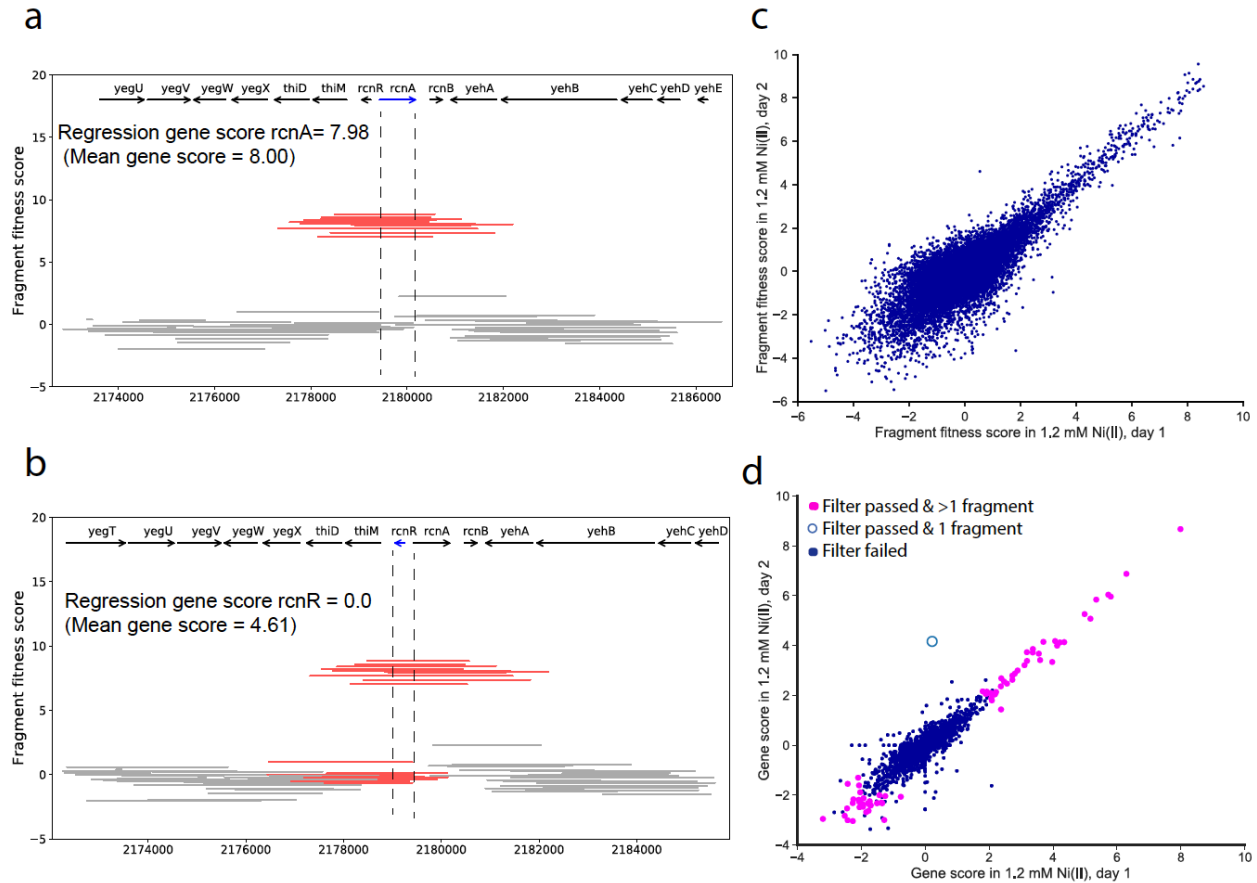 a
yegU yegV yegW yegX thiD thiM rcnR rcnA rcnB yehA yehB yehC yehD yehE
Regression gene score rcnA= 7.98
(Mean gene score = 8.00)
Fragment fitness score
20
15
10
5
0
−5
2174000 2176000 2178000 2180000 2182000 2184000 2186000
b
yegT yegU yegV yegW yegX thiD thiM rcnR rcnA rcnB yehA yehB yehC yehD
Regression gene score rcnR = 0.0
(Mean gene score = 4.61)
Fragment fitness score
20
15
10
5
0
−5
2174000 2176000 2178000 2180000 2182000 2184000
c
Fragment fitness score in 1.2 mM Ni(II), day 2
10
8
6
4
2
0
−2
−4
−6
−6 −4 −2 0 2 4 6 8 10
Fragment fitness score in 1.2 mM Ni(II), day 1
d
Filter passed & >1 fragment
Filter passed & 1 fragment
Filter failed
Gene score in 1.2 mM Ni(II), day 2
10
8
6
4
2
0
−2
−4
−4 −2 0 2 4 6 8 10
Gene score in 1.2 mM Ni(II), day 1